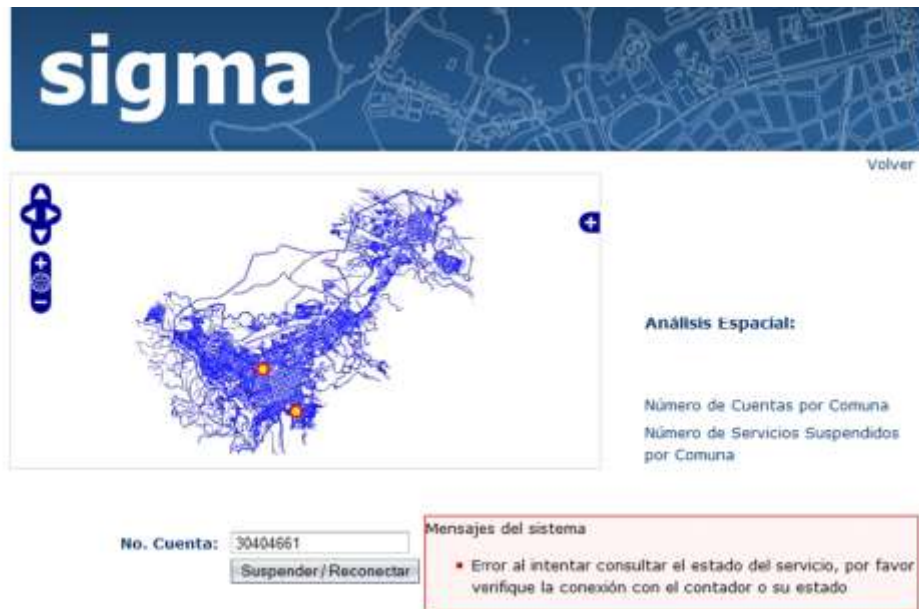 sigma
Volver
Análisis Espacial:
Número de Cuentas por Comuna
Número de Servicios Suspendidos
por Comuna
No. Cuenta: 30404661
Suspender / Reconectar
Mensajes del sistema
Error al intentar consultar el estado del servicio, por favor
verifique la conexión con el contador o su estado